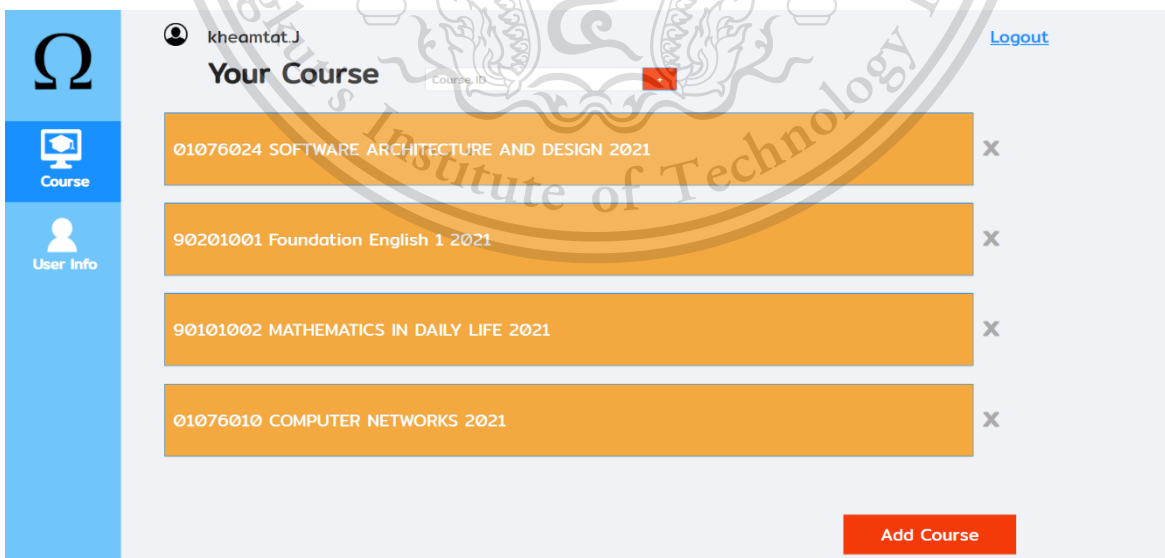 Ω
kheamtat.J
Logout
Your Course
Course ID
+
01076024 SOFTWARE ARCHITECTURE AND DESIGN 2021
X
Course
90201001 Foundation English 1 2021
X
User Info
90101002 MATHEMATICS IN DAILY LIFE 2021
X
01076010 COMPUTER NETWORKS 2021
X
Add Course
Institute of Technology